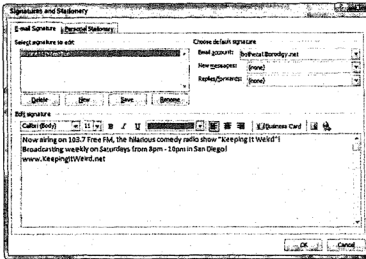 Signatures and Stationery
E-mail Signature Personal Stationery
Select signature to edit Choose default signature
E-mail account:
New messages: (none)
Replies/forwards: (none)
Delete New Save Rename
Edit signature
Calibri (Body) 11 B I U Business Card
Now airing on 103.7 Free FM, the hilarious comedy radio show "Keeping It Weird"!
Broadcasting weekly on Saturdays from 8pm - 10pm in San Diego!
www.KeepingItWeird.net
OK Cancel